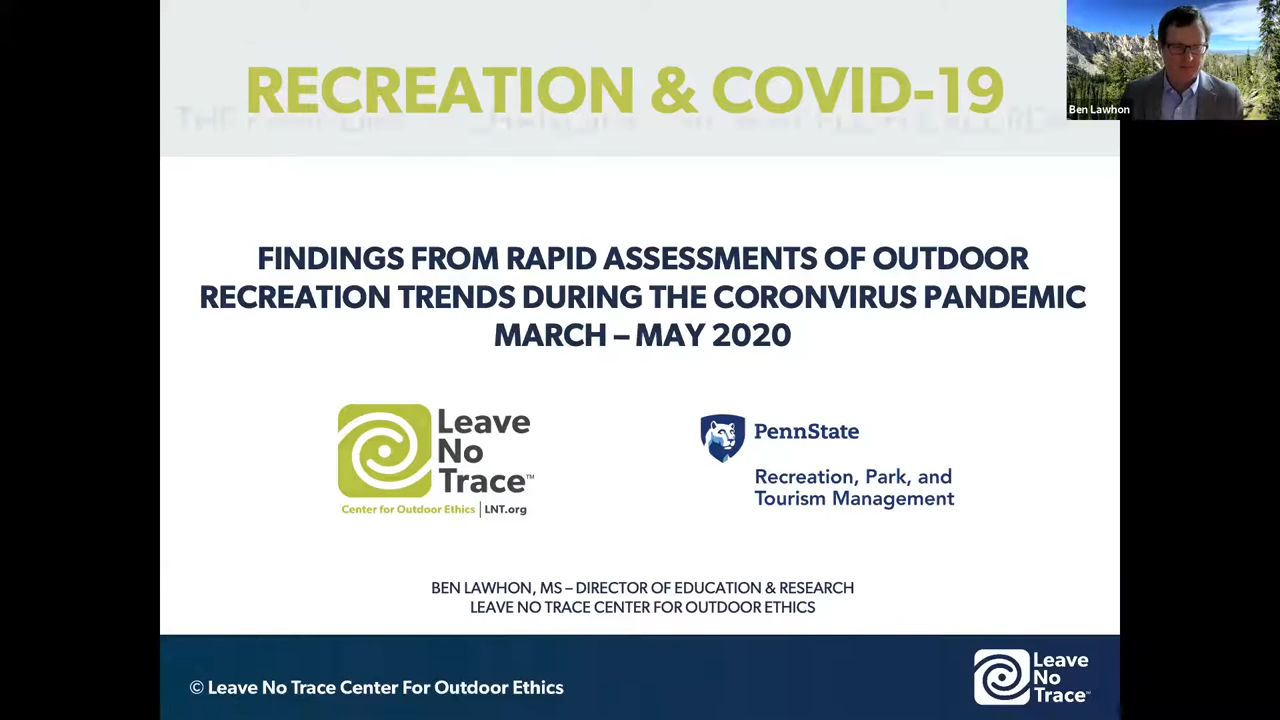 RECREATION & COVID-19
Ben Lawhon
FINDINGS FROM RAPID ASSESSMENTS OF OUTDOOR
RECREATION TRENDS DURING THE CORONVIRUS PANDEMIC
MARCH – MAY 2020
Leave
No
Trace™
Center for Outdoor Ethics | LNT.org
PennState
Recreation, Park, and
Tourism Management
BEN LAWHON, MS – DIRECTOR OF EDUCATION & RESEARCH
LEAVE NO TRACE CENTER FOR OUTDOOR ETHICS
© Leave No Trace Center For Outdoor Ethics
Leave
No
Trace™